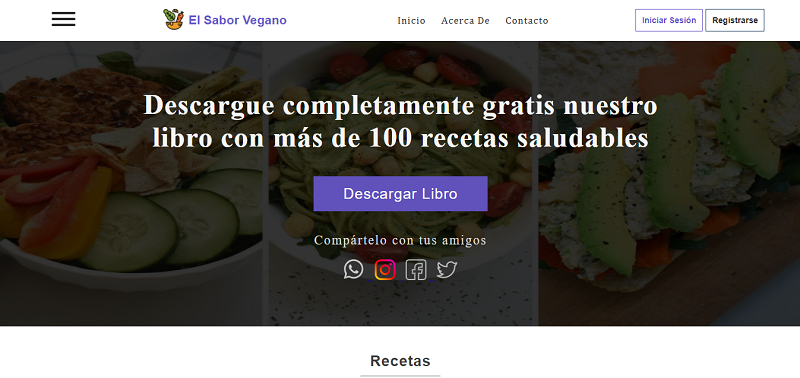 El Sabor Vegano
Inicio
Acerca De
Contacto
Iniciar Sesión
Registrarse
Descargue completamente gratis nuestro
libro con más de 100 recetas saludables
Descargar Libro
Compártelo con tus amigos
Recetas